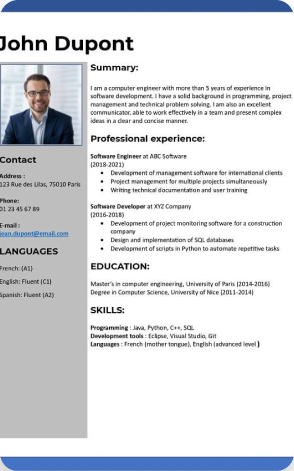 John Dupont
Summary:
I am a computer engineer with more than 5 years of experience in
software development. I have a solid background in programming, project
management and technical problem solving. I am also an excellent
communicator, able to work effectively in a team and present complex
ideas in a clear and concise manner.
Professional experience:
Software Engineer at ABC Software
(2018-2021)
• Development of management software for international clients
• Project management for multiple projects simultaneously
• Writing technical documentation and user training
Software Developer at XYZ Company
(2016-2018)
• Development of project monitoring software for a construction
company
• Design and implementation of SQL databases
• Development of scripts in Python to automate repetitive tasks
EDUCATION:
Master's in computer engineering, University of Paris (2014-2016)
Degree in Computer Science, University of Nice (2011-2014)
SKILLS:
Programming : Java, Python, C++, SQL
Development tools : Eclipse, Visual Studio, Git
Languages : French (mother tongue), English (advanced level )
Contact
Address :
123 Rue des Lilas, 75010 Paris
Phone:
01 23 45 67 89
E-mail :
jean.dupont@email.com
LANGUAGES
French: (A1)
English: Fluent (C1)
Spanish: Fluent (A2)